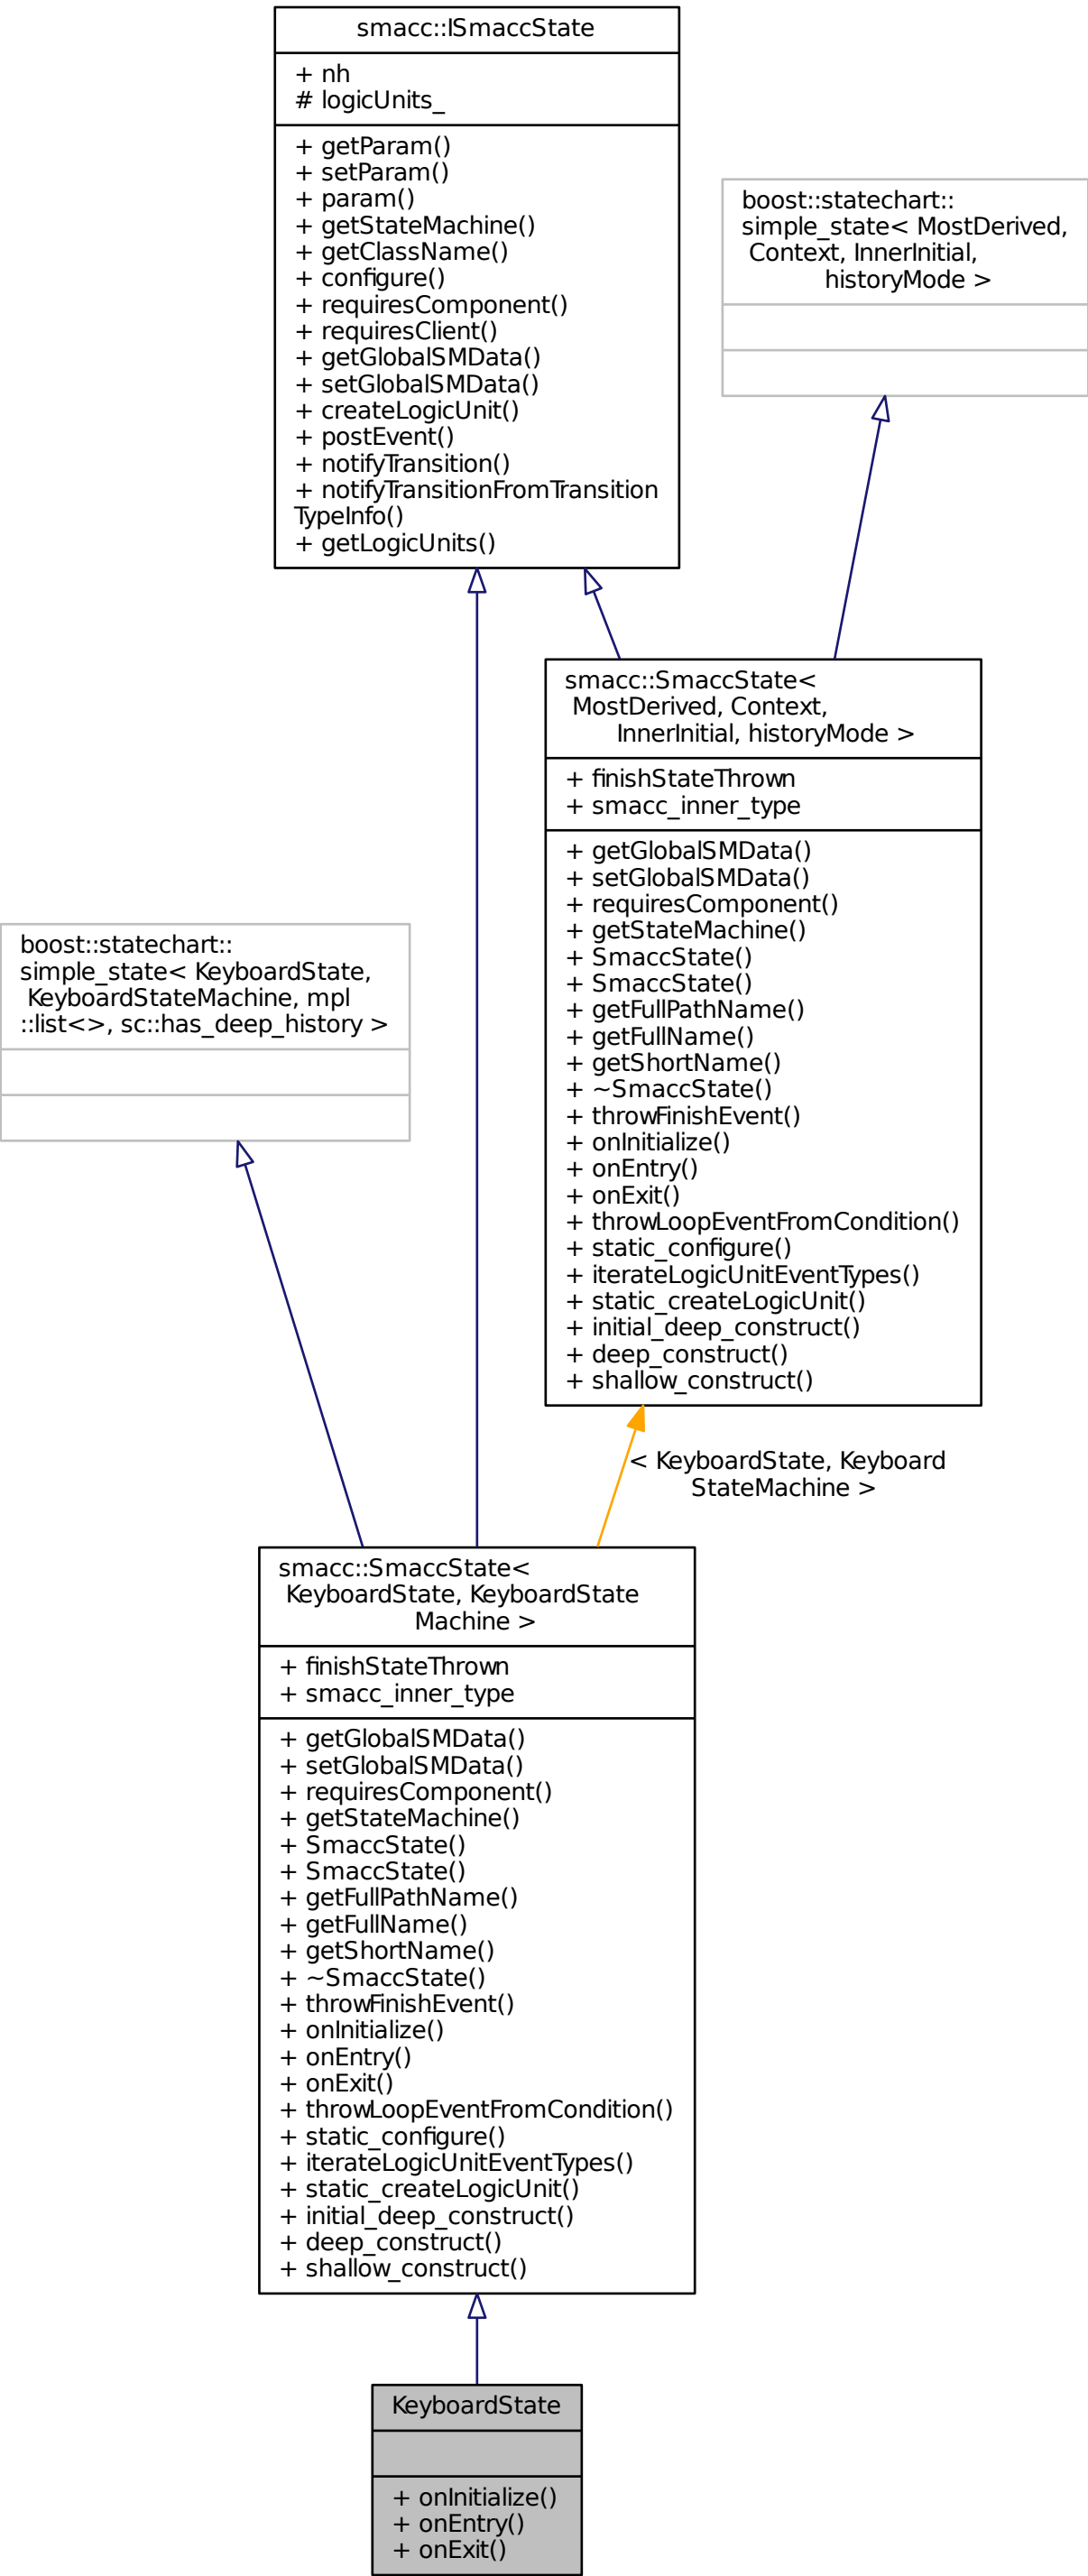 smacc::ISmaccState
+ nh
# logicUnits_
+ getParam()
+ setParam()
+ param()
+ getStateMachine()
+ getClassName()
+ configure()
+ requiresComponent()
+ requiresClient()
+ getGlobalSMData()
+ setGlobalSMData()
+ createLogicUnit()
+ postEvent()
+ notifyTransition()
+ notifyTransitionFromTransition
TypeInfo()
+ getLogicUnits()
boost::statechart::
simple_state< MostDerived,
Context, InnerInitial,
historyMode >
smacc::SmaccState<
MostDerived, Context,
InnerInitial, historyMode >
+ finishStateThrown
+ smacc_inner_type
+ getGlobalSMData()
+ setGlobalSMData()
+ requiresComponent()
+ getStateMachine()
+ SmaccState()
+ SmaccState()
+ getFullPathName()
+ getFullName()
+ getShortName()
+ ~SmaccState()
+ throwFinishEvent()
+ onInitialize()
+ onEntry()
+ onExit()
+ throwLoopEventFromCondition()
+ static_configure()
+ iterateLogicUnitEventTypes()
+ static_createLogicUnit()
+ initial_deep_construct()
+ deep_construct()
+ shallow_construct()
boost::statechart::
simple_state< KeyboardState,
KeyboardStateMachine, mpl
::list<>, sc::has_deep_history >
< KeyboardState, Keyboard
StateMachine >
smacc::SmaccState<
KeyboardState, KeyboardState
Machine >
+ finishStateThrown
+ smacc_inner_type
+ getGlobalSMData()
+ setGlobalSMData()
+ requiresComponent()
+ getStateMachine()
+ SmaccState()
+ SmaccState()
+ getFullPathName()
+ getFullName()
+ getShortName()
+ ~SmaccState()
+ throwFinishEvent()
+ onInitialize()
+ onEntry()
+ onExit()
+ throwLoopEventFromCondition()
+ static_configure()
+ iterateLogicUnitEventTypes()
+ static_createLogicUnit()
+ initial_deep_construct()
+ deep_construct()
+ shallow_construct()
KeyboardState
+ onInitialize()
+ onEntry()
+ onExit()